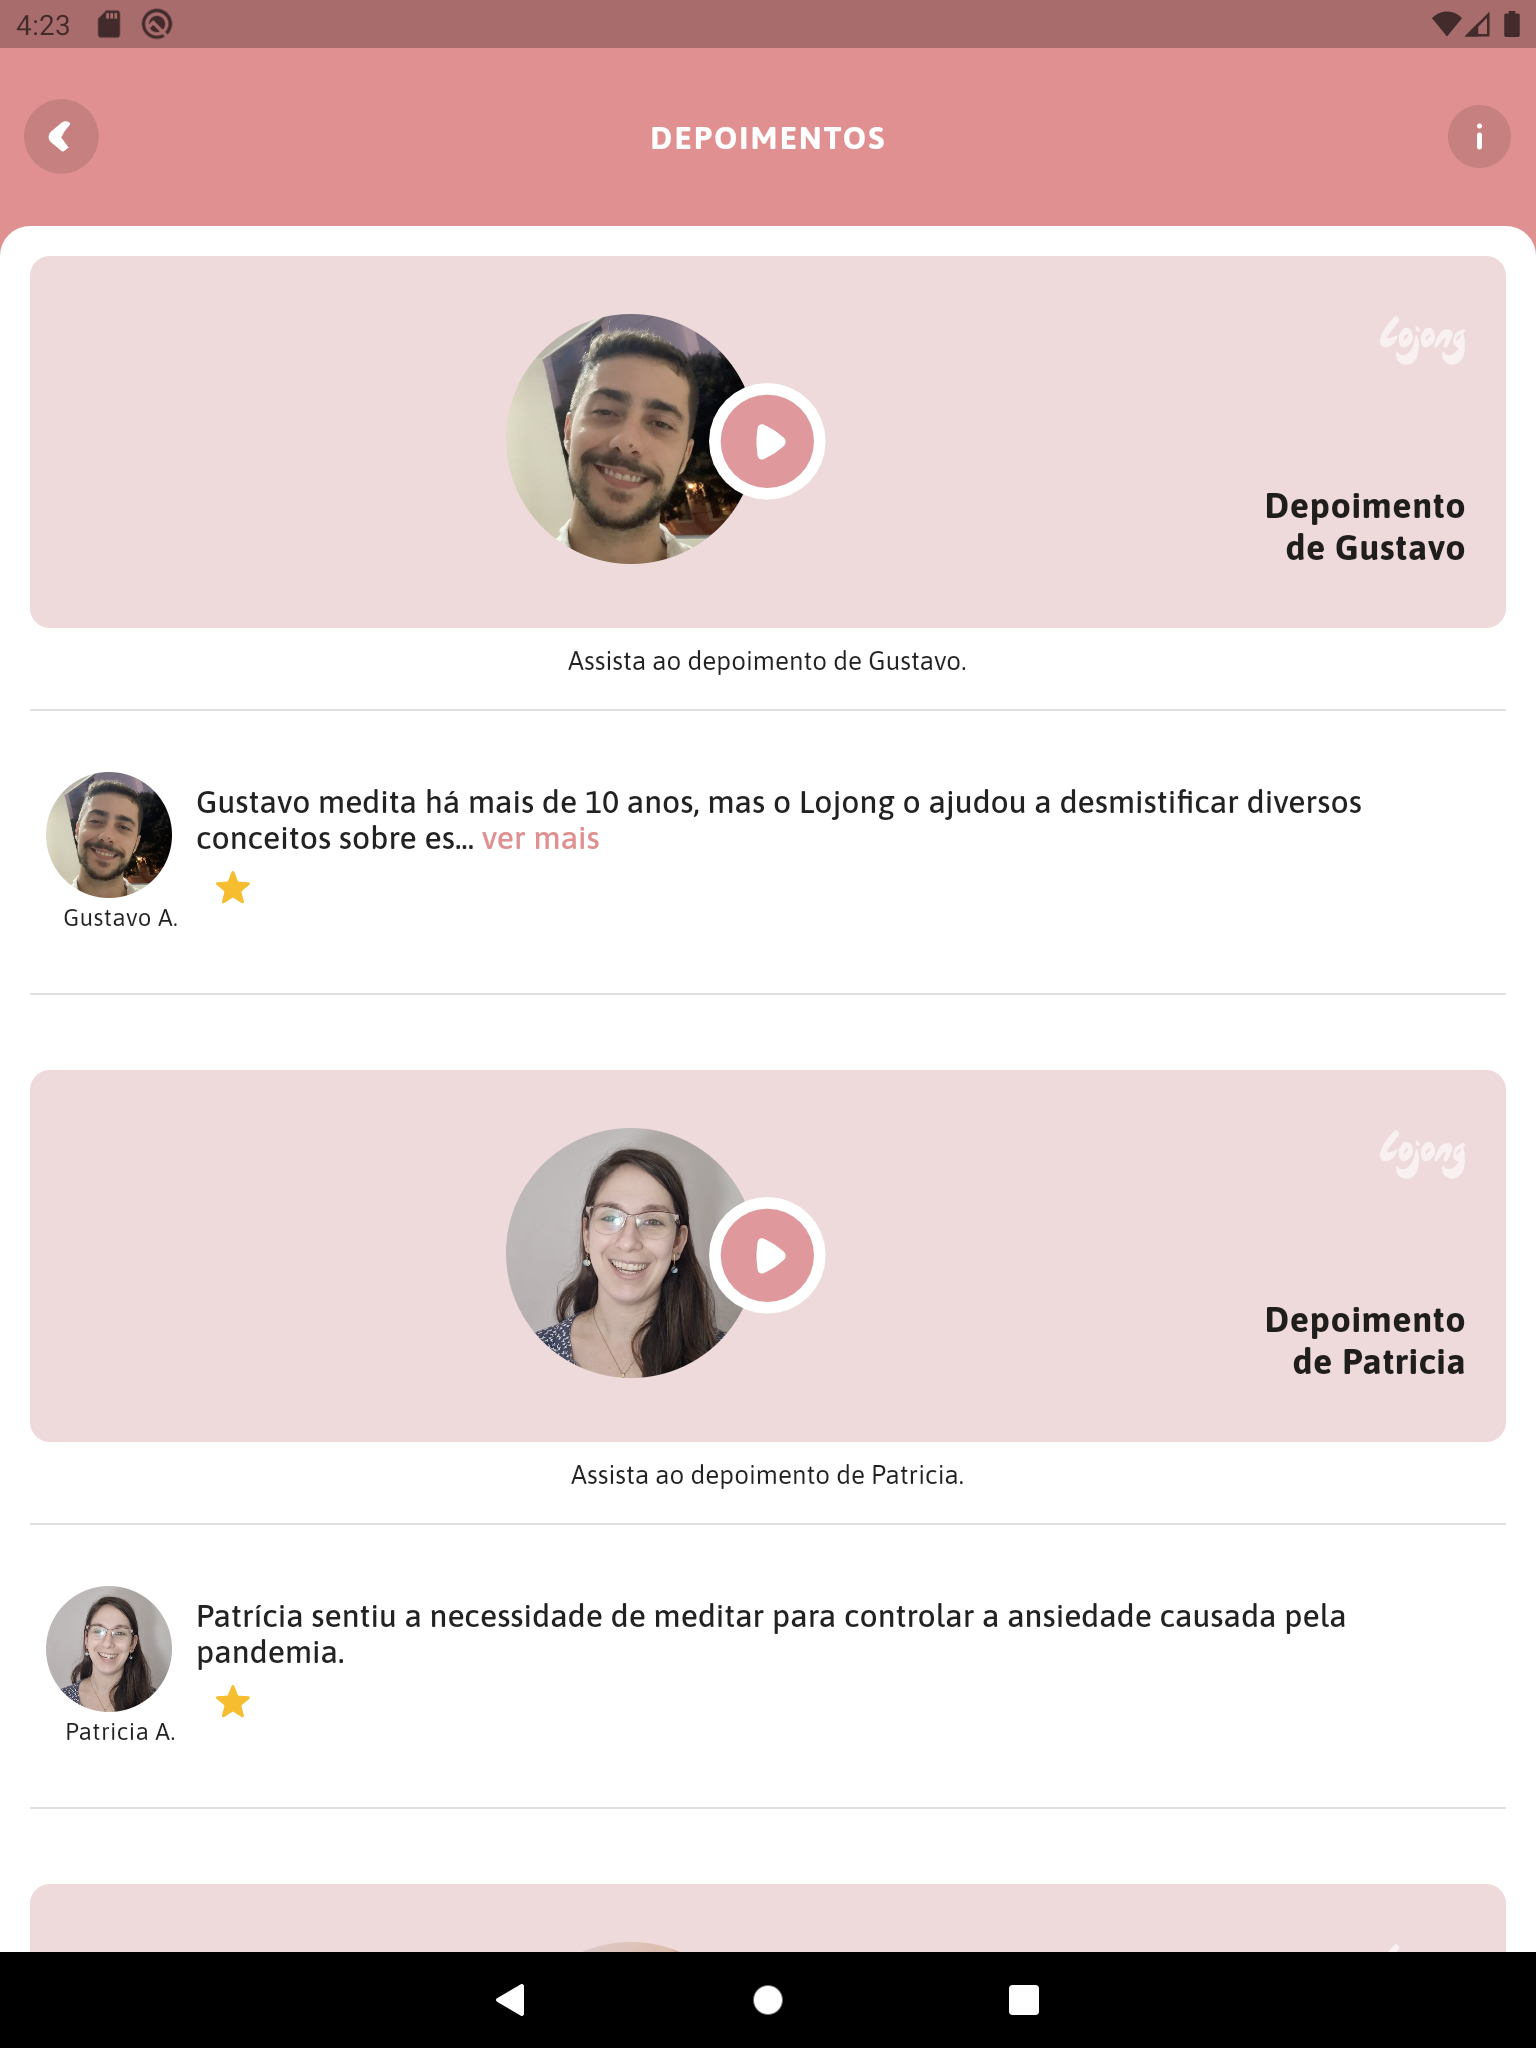 4:23
DEPOIMENTOS
Lojong
Depoimento
de Gustavo
Assista ao depoimento de Gustavo.
Gustavo medita há mais de 10 anos, mas o Lojong o ajudou a desmistificar diversos
conceitos sobre es... ver mais
Gustavo A.
Lojong
Depoimento
de Patricia
Assista ao depoimento de Patricia.
Patrícia sentiu a necessidade de meditar para controlar a ansiedade causada pela
pandemia.
Patricia A.